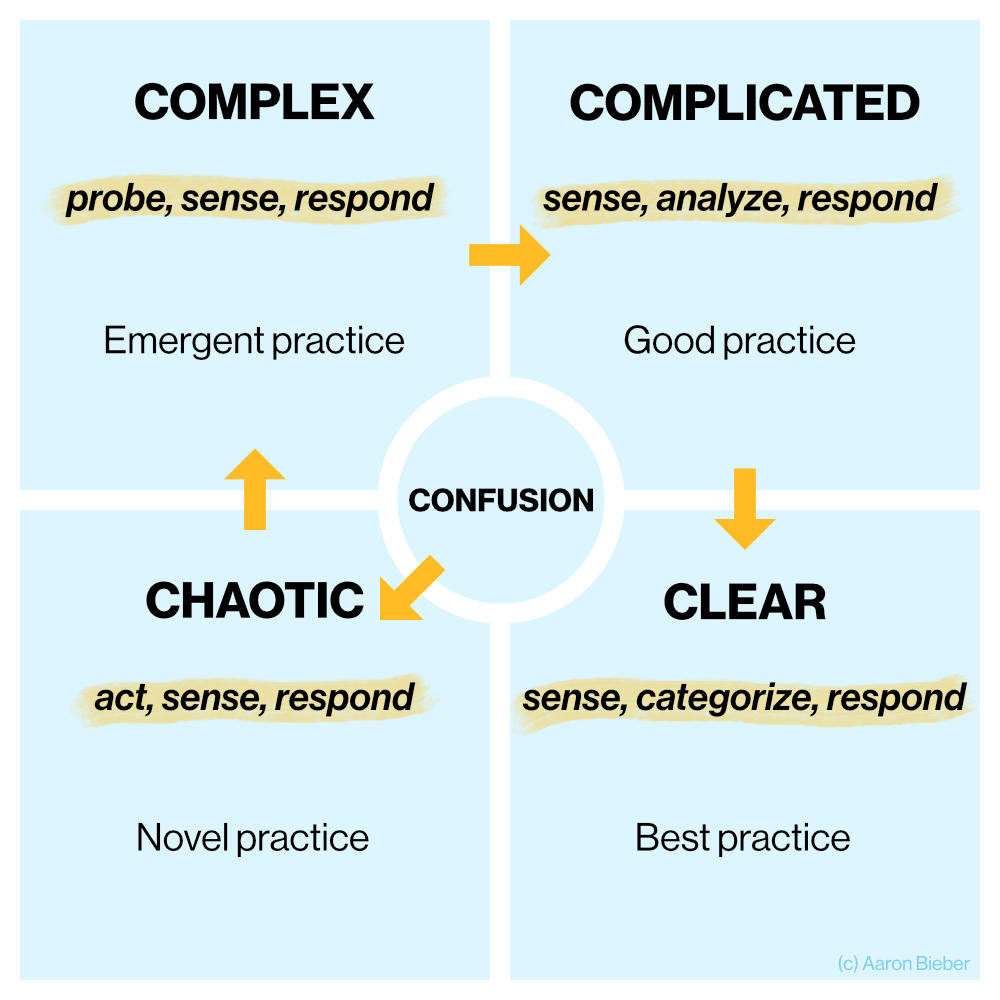 COMPLEX
probe, sense, respond
Emergent practice
COMPLICATED
sense, analyze, respond
Good practice
CONFUSION
CHAOTIC
act, sense, respond
Novel practice
CLEAR
sense, categorize, respond
Best practice
(c) Aaron Bieber